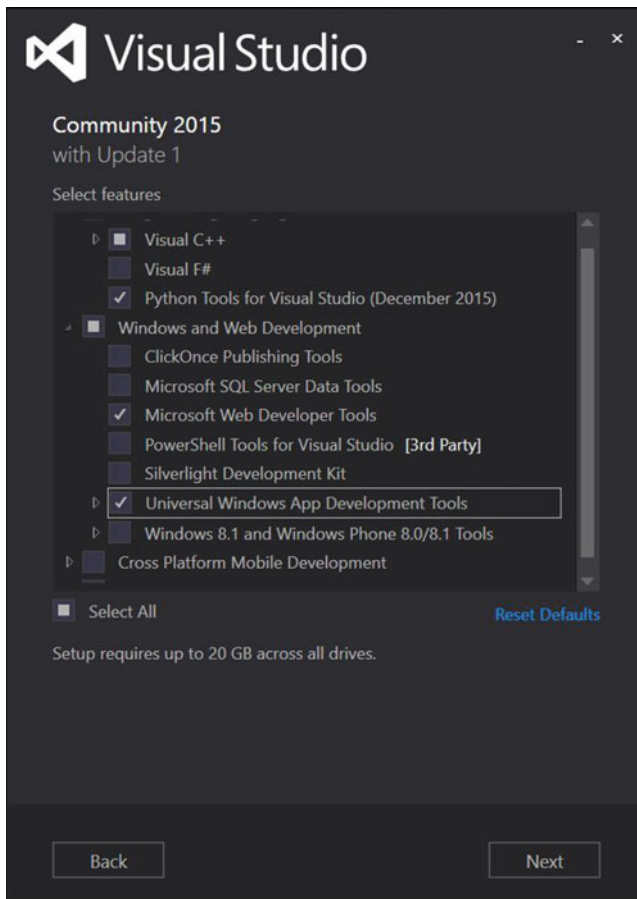 Visual Studio
Community 2015
with Update 1
Select features
Visual C++
Visual F#
Python Tools for Visual Studio (December 2015)
Windows and Web Development
ClickOnce Publishing Tools
Microsoft SQL Server Data Tools
Microsoft Web Developer Tools
PowerShell Tools for Visual Studio [3rd Party]
Silverlight Development Kit
Universal Windows App Development Tools
Windows 8.1 and Windows Phone 8.0/8.1 Tools
Cross Platform Mobile Development
Select All Reset Defaults
Setup requires up to 20 GB across all drives.
Back Next